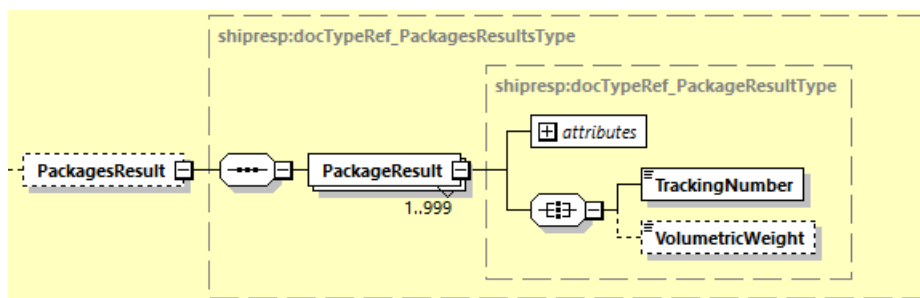 shipresp:docTypeRef_PackagesResultsType
shipresp:docTypeRef_PackageResultType
attributes
PackagesResult
PackageResult
1..999
TrackingNumber
VolumetricWeight